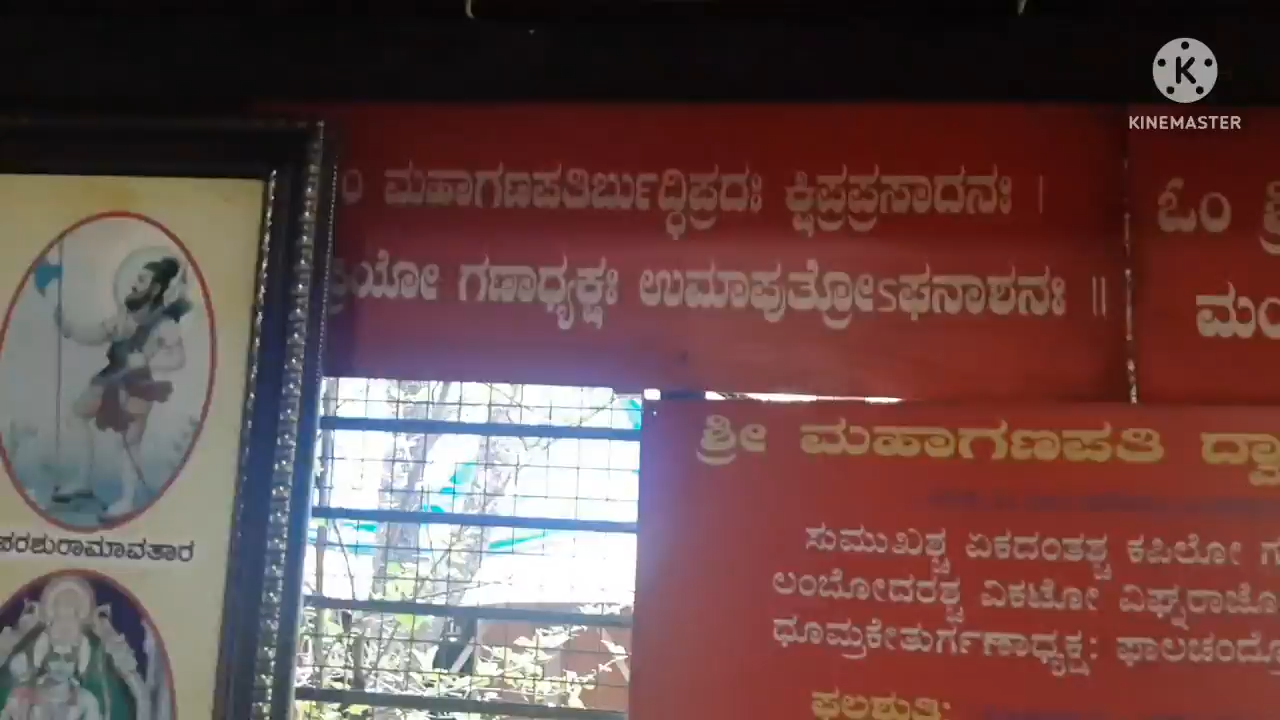 KINEMASTER
ಮಹಾಗಣಪತಿರ್ಬುದ್ಧಿಪ್ರದಃ ಕ್ಷಿಪ್ರಪ್ರಸಾದನಃ |
ಗಣಾಧ್ಯಕ್ಷಃ ಉಮಾಪುತ್ರೋಽಘನಾಶನಃ ||
ಓಂ
ಶ್ರೀ ಮಹಾಗಣಪತಿ
ಸುಮುಖಶ್ಚ ಏಕದಂತಶ್ಚ ಕಪಿಲೋ
ಲಂಬೋದರಶ್ಚ ವಿಕಟೋ ವಿಘ್ನರಾಜೋ
ಧೂಮ್ರಕೇತುರ್ಗಣಾಧ್ಯಕ್ಷ: ಫಾಲಚಂದ್ರೋ
ಫಲಶ್ರುತಿ:
ಪರಶುರಾಮಾವತಾರ